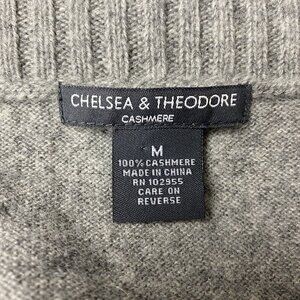 CHELSEA & THEODORE
CASHMERE
M
100% CASHMERE
MADE IN CHINA
RN 102955
CARE ON
REVERSE